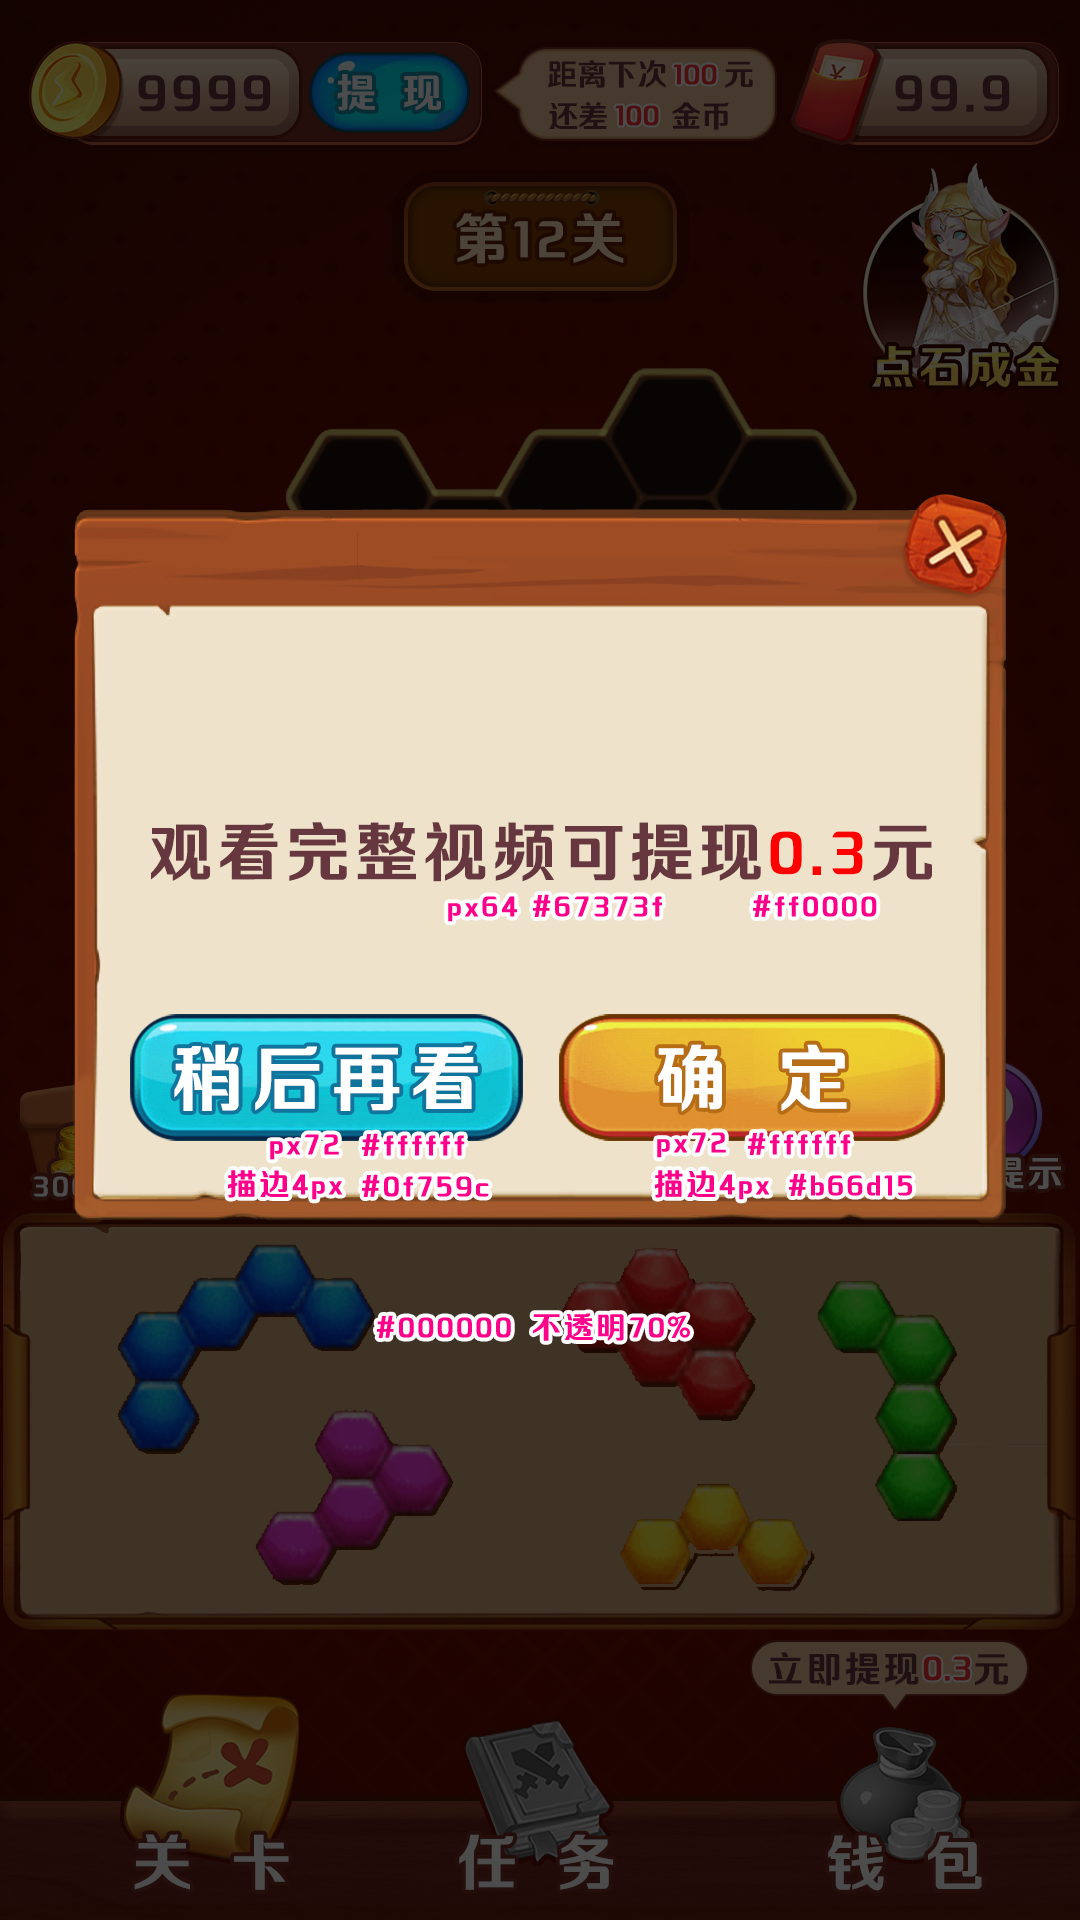 9999
提 现
距离下次100元
还差100 金币
99.9
第12关
点石成金
观看完整视频可提现0.3元
px64 #67373f
#ff0000
稍后再看
确 定
px72 #ffffff
描边4px #0f759c
px72 #ffffff
描边4px #b66d15
提示
#000000 不透明70%
立即提现0.3元
关 卡
任 务
钱 包